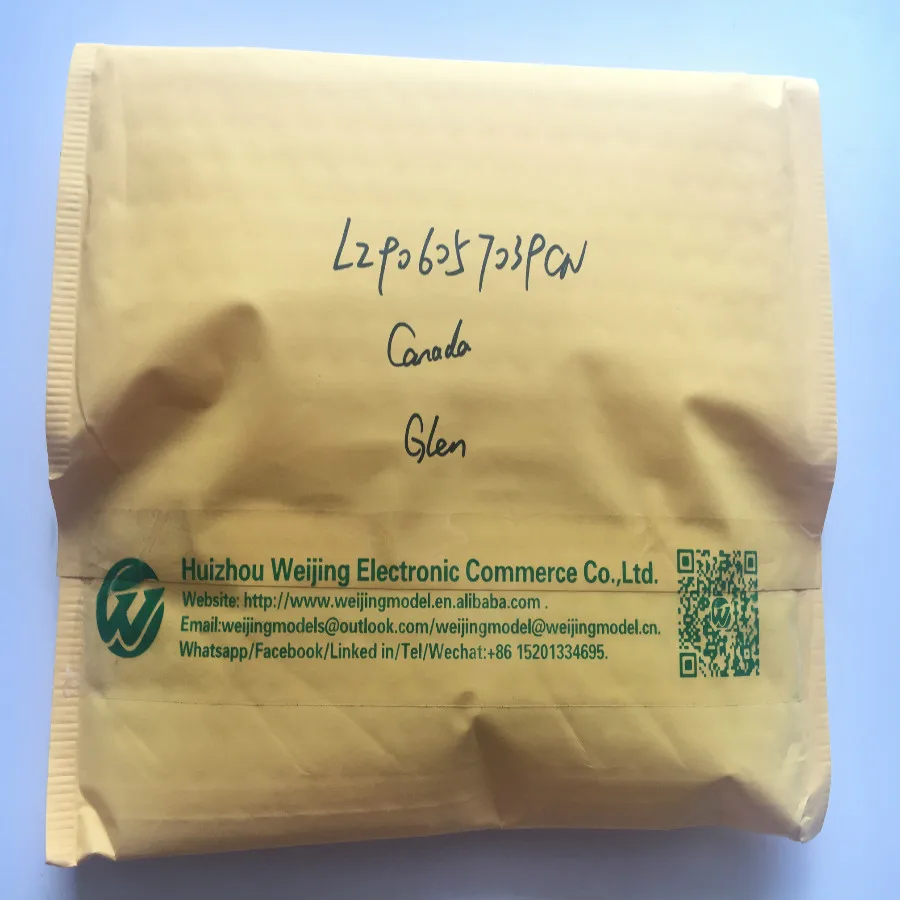 LZ906057039CN
Canada
Glen
Huizhou Weijing Electronic Commerce Co.,Ltd.
Website: http://www.weijingmodel.en.alibaba.com .
Email:weijingmodels@outlook.com/weijingmodel@weijingmodel.cn.
Whatsapp/Facebook/Linked in/Tel/Wechat:+86 15201334695.